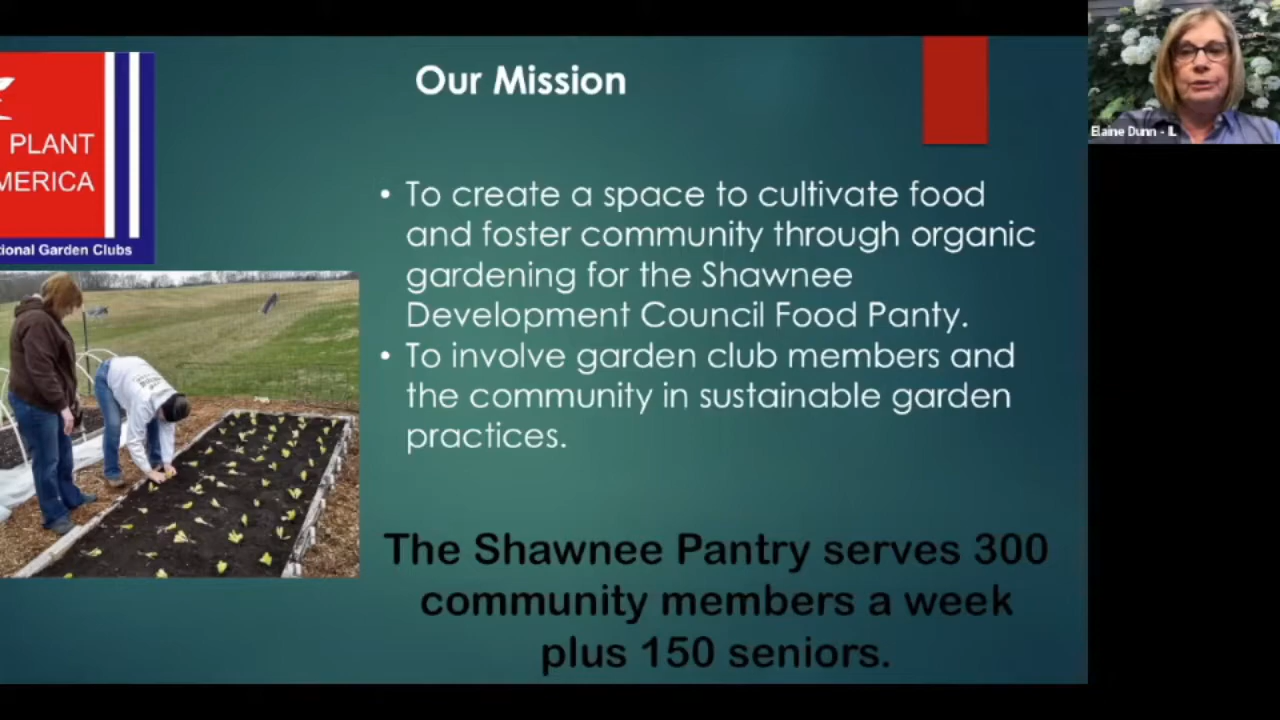 Our Mission
PLANT
MERICA
tional Garden Clubs
• To create a space to cultivate food
and foster community through organic
gardening for the Shawnee
Development Council Food Panty.
• To involve garden club members and
the community in sustainable garden
practices.
The Shawnee Pantry serves 300
community members a week
plus 150 seniors.
Elaine Dunn - IL